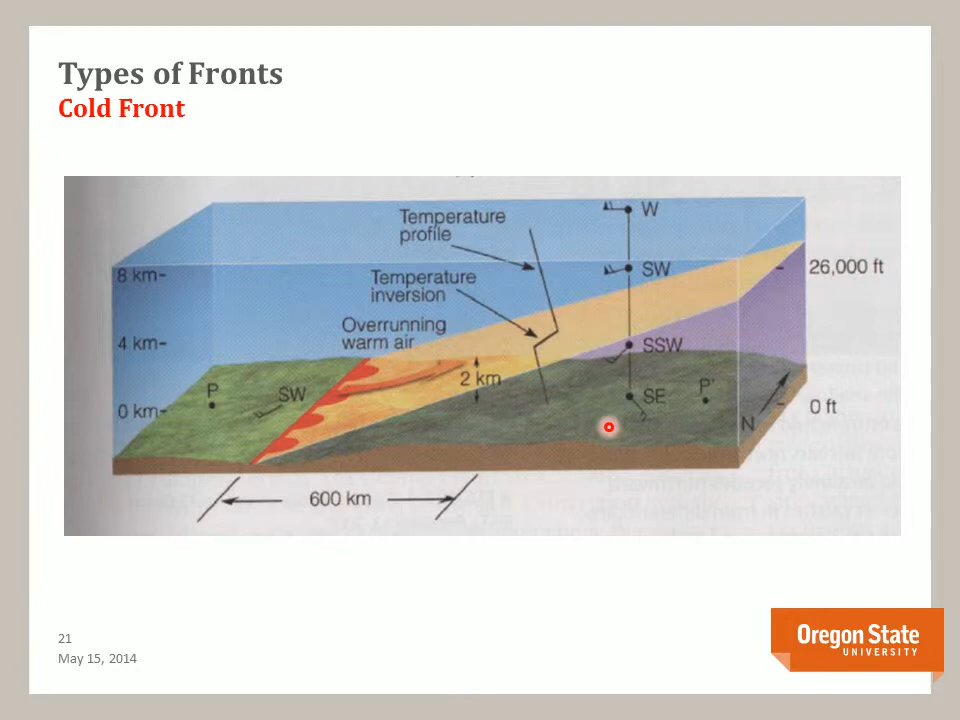 Types of Fronts
Cold Front
Temperature
profile
W
8 km-
Temperature
inversion
SW
26,000 ft
Overrunning
warm air
4 km-
SSW
2 km
P
SW
SE
P'
0 km-
0 ft
N
600 km
21
May 15, 2014
Oregon State
UNIVERSITY